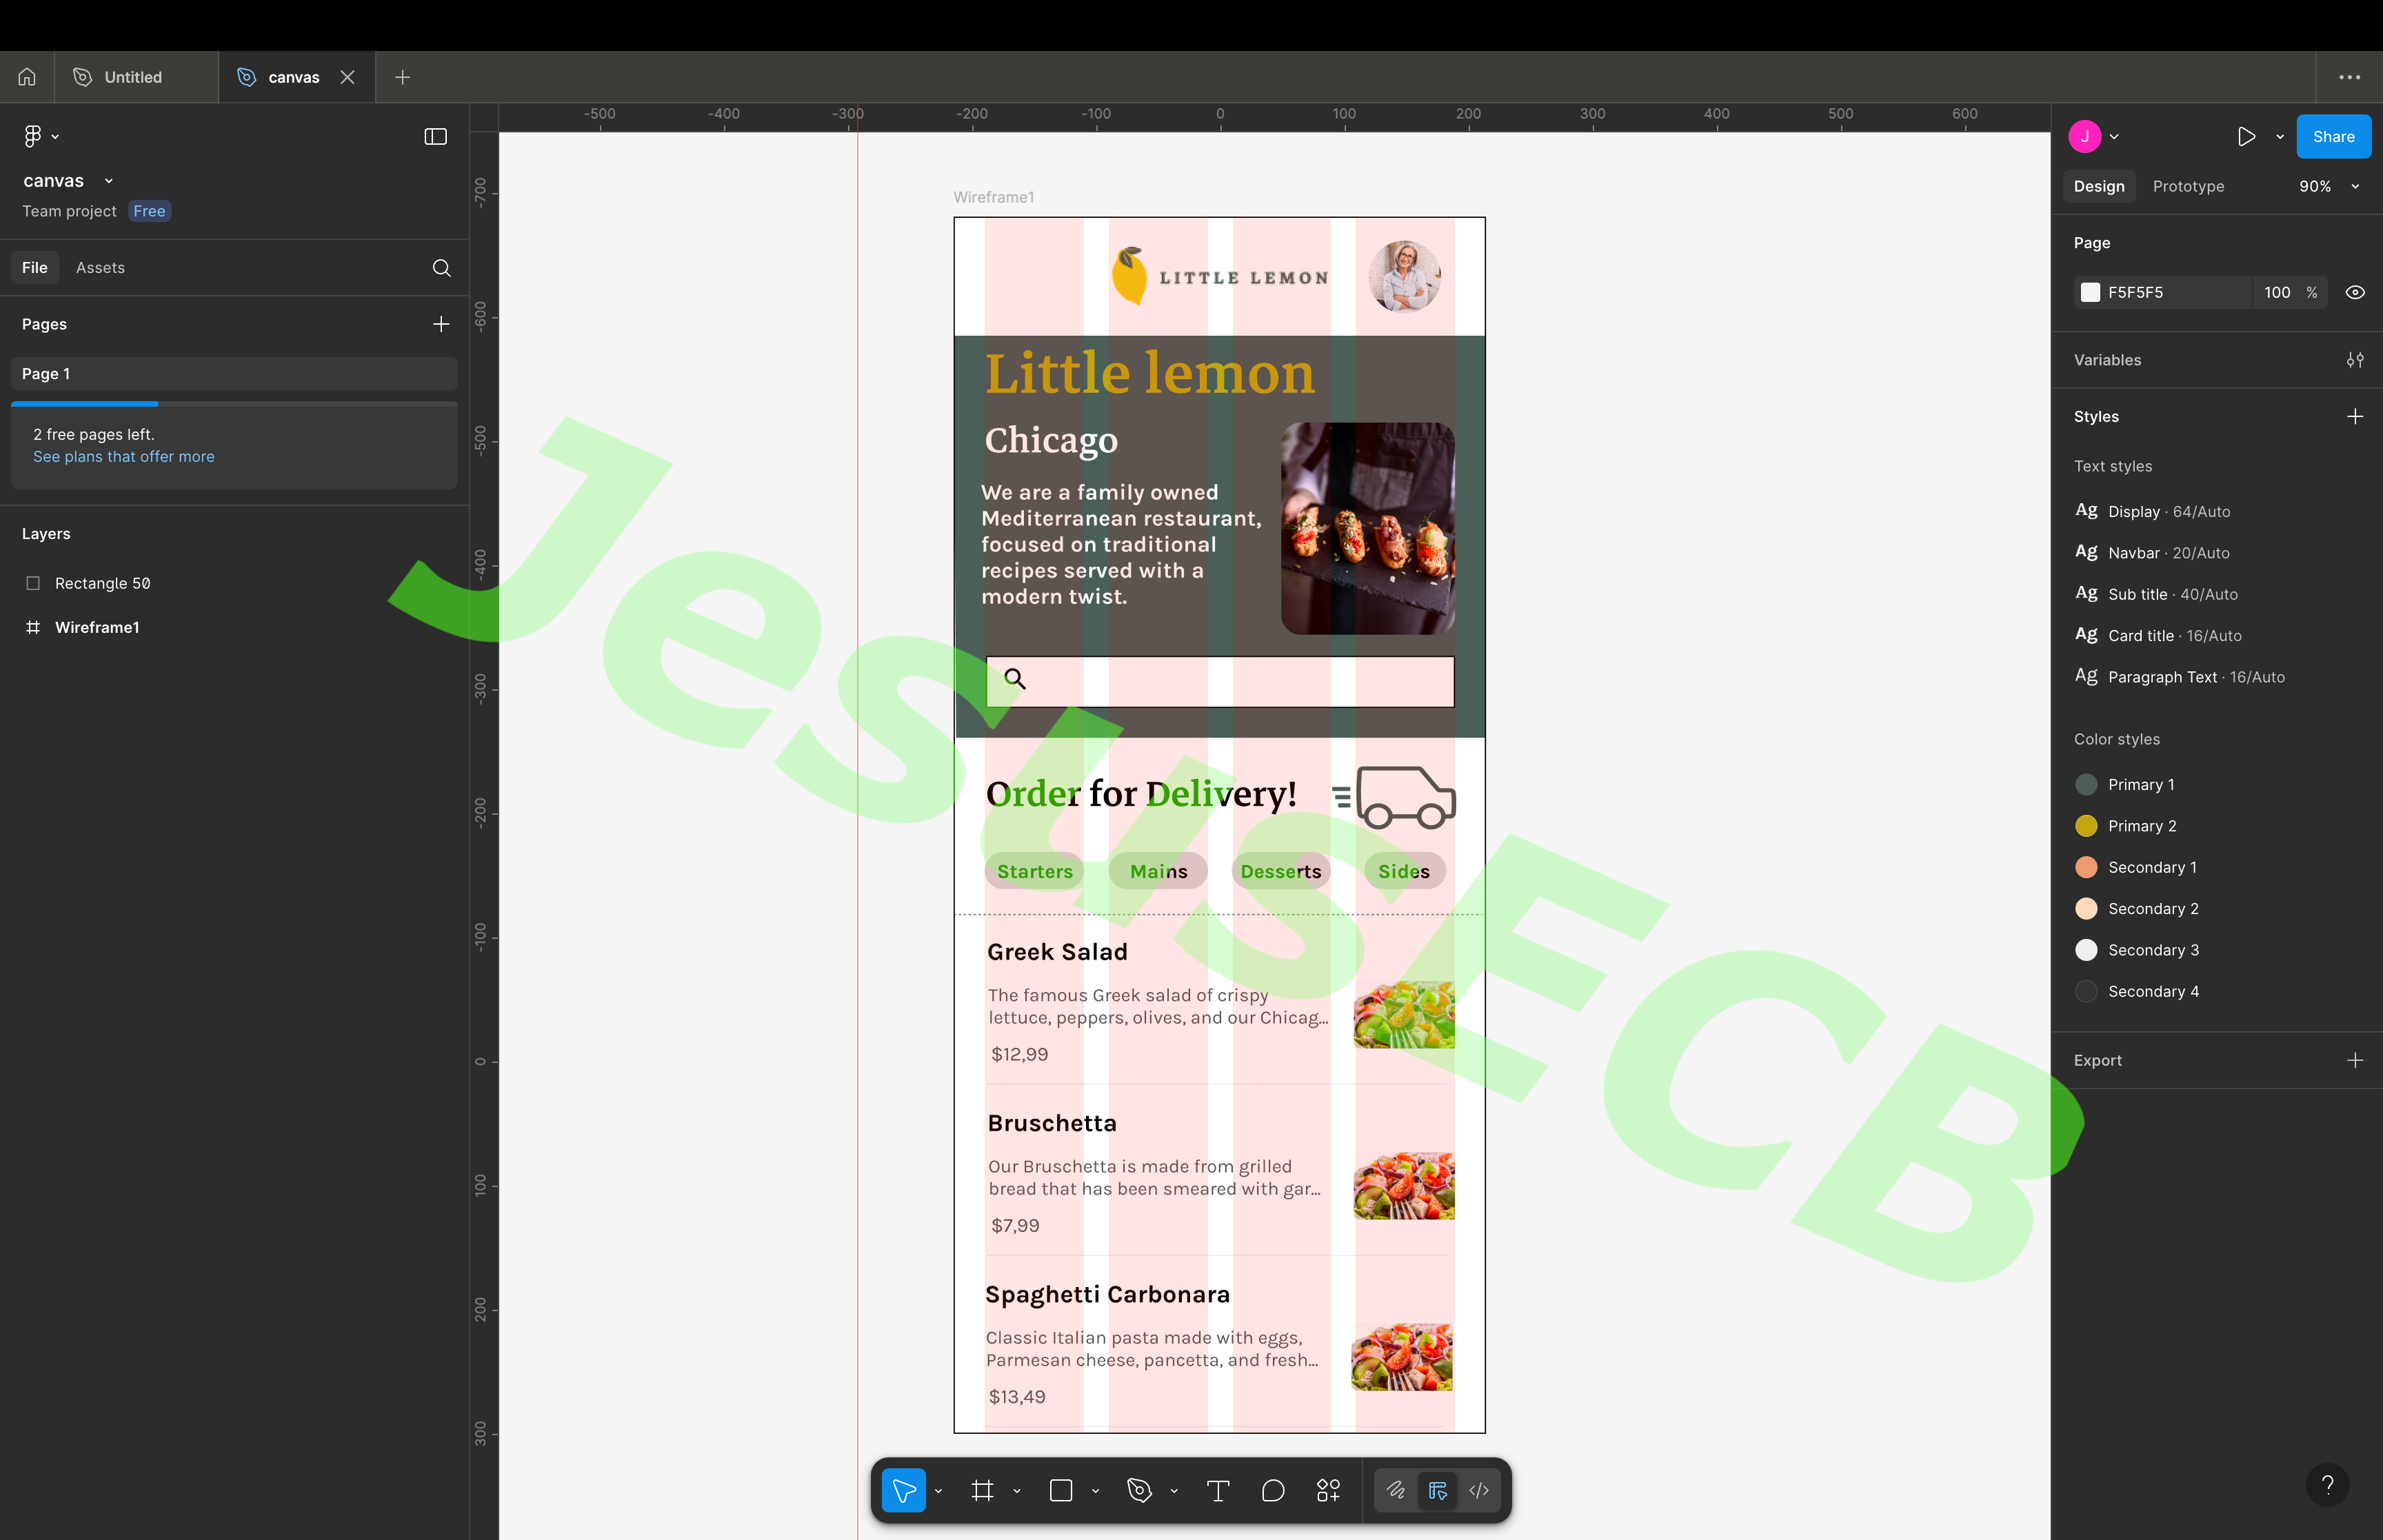 Untitled
canvas
-500 -400 -300 -200 -100 0 100 200 300 400 500 600
canvas
Team project Free
File Assets
Pages
Page 1
2 free pages left.
See plans that offer more
Layers
Rectangle 50
Wireframe1
-700
-600
-500
-400
-300
-200
-100
0
100
200
300
Wireframe1
LITTLE LEMON
Little lemon
Chicago
We are a family owned
Mediterranean restaurant,
focused on traditional
recipes served with a
modern twist.
Order for Delivery!
Starters Mains Desserts Sides
Greek Salad
The famous Greek salad of crispy
lettuce, peppers, olives, and our Chicag...
$12,99
Bruschetta
Our Bruschetta is made from grilled
bread that has been smeared with gar...
$7,99
Spaghetti Carbonara
Classic Italian pasta made with eggs,
Parmesan cheese, pancetta, and fresh...
$13,49
JesusECB
J
Share
Design Prototype 90%
Page
F5F5F5 100 %
Variables
Styles
Text styles
Ag Display · 64/Auto
Ag Navbar · 20/Auto
Ag Sub title · 40/Auto
Ag Card title · 16/Auto
Ag Paragraph Text · 16/Auto
Color styles
Primary 1
Primary 2
Secondary 1
Secondary 2
Secondary 3
Secondary 4
Export
?